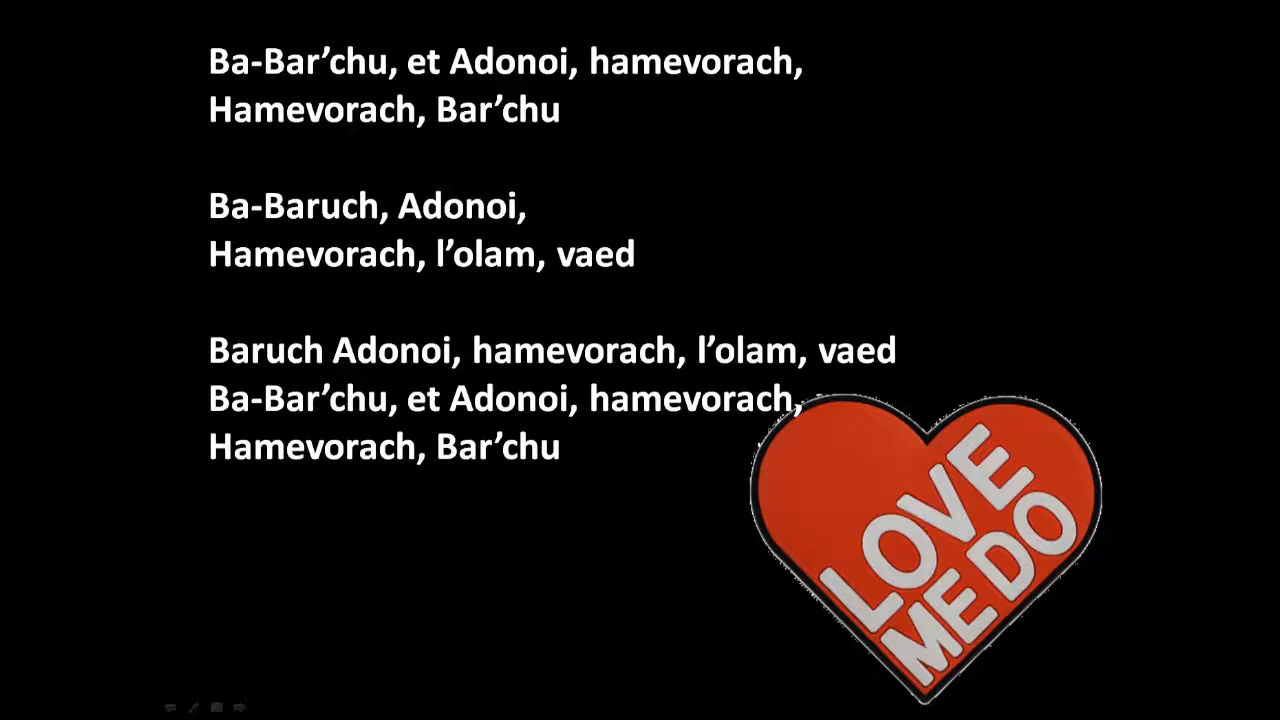 Ba-Bar’chu, et Adonoi, hamevorach,
Hamevorach, Bar’chu
Ba-Baruch, Adonoi,
Hamevorach, l’olam, vaed
Baruch Adonoi, hamevorach, l’olam, vaed
Ba-Bar’chu, et Adonoi, hamevorach,
Hamevorach, Bar’chu
LOVE
ME DO